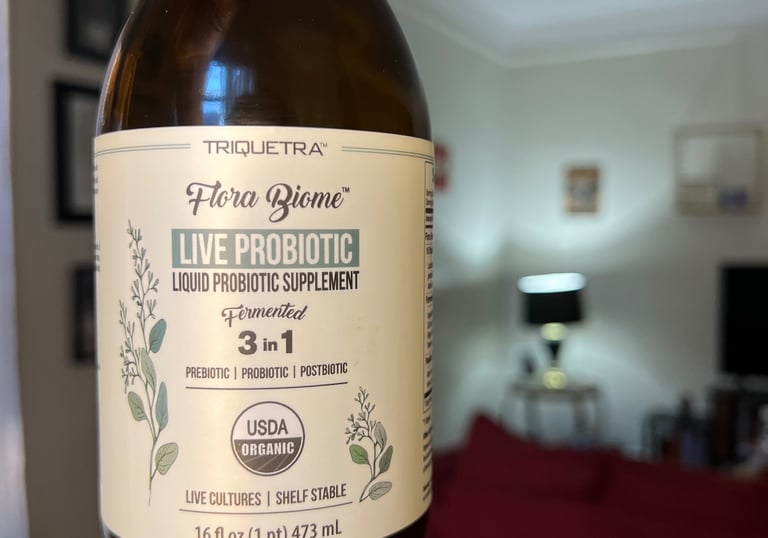 TRIQUETRA™
Flora Biome™
LIVE PROBIOTIC
LIQUID PROBIOTIC SUPPLEMENT
Fermented
3 in 1
PREBIOTIC | PROBIOTIC | POSTBIOTIC
USDA
ORGANIC
LIVE CULTURES | SHELF STABLE
16 fl oz (1 pt) 473 mL